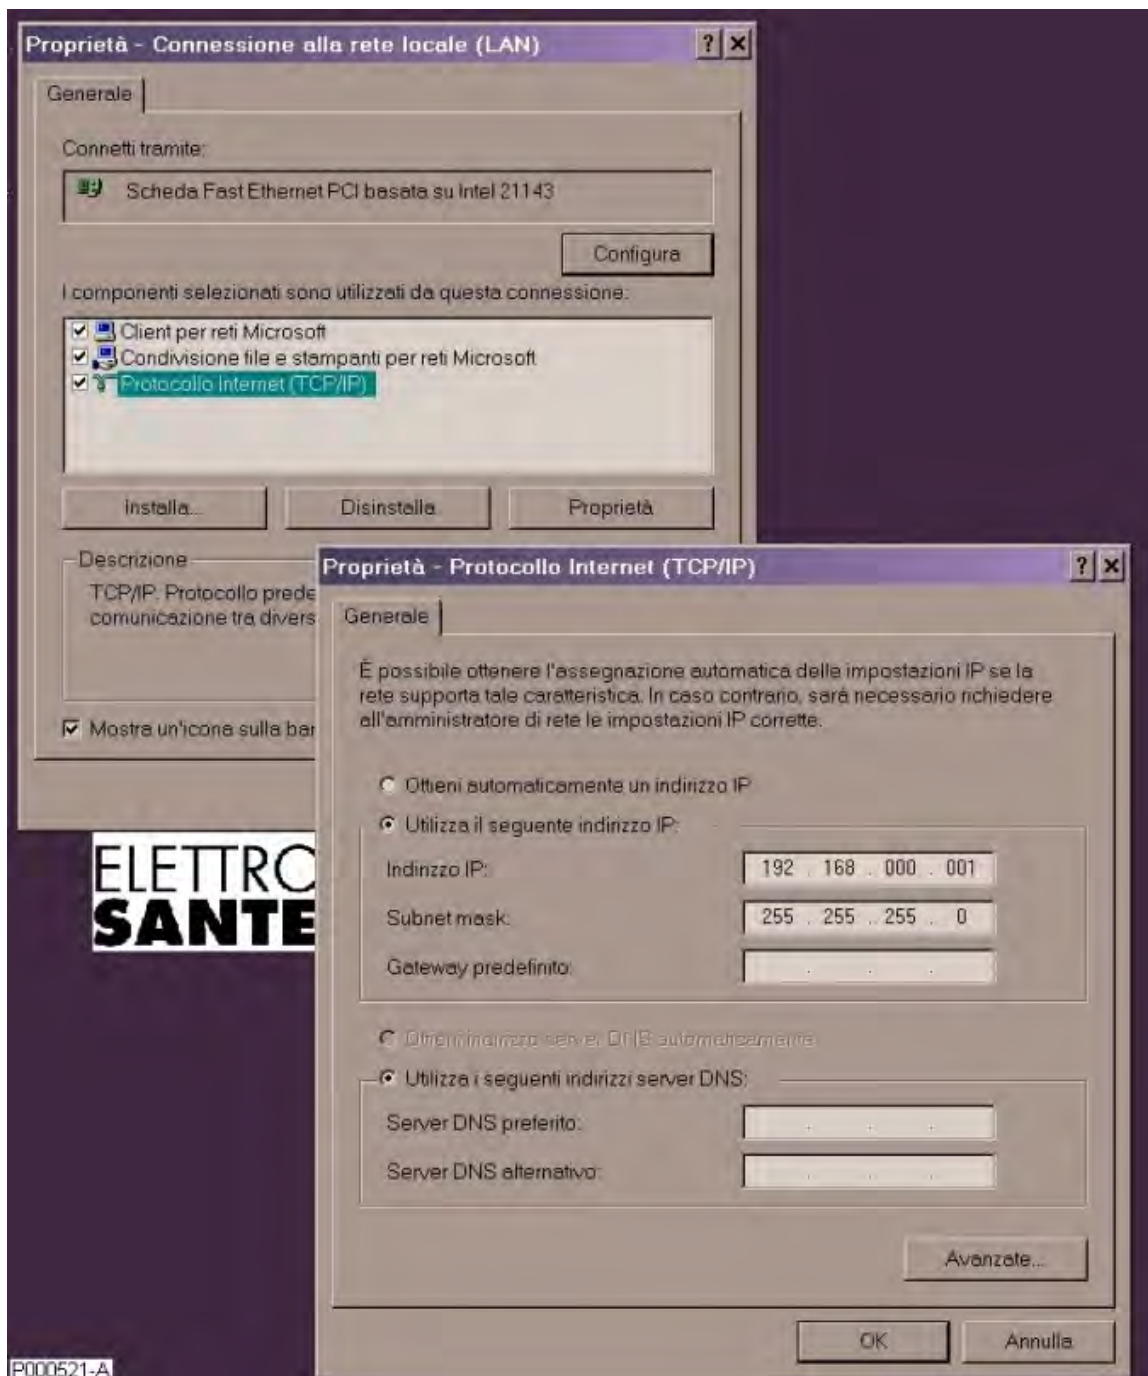 Proprietà - Connessione alla rete locale (LAN)
Generale
Connetti tramite:
Scheda Fast Ethernet PCI basata su Intel 21143
Configura
I componenti selezionati sono utilizzati da questa connessione:
Client per reti Microsoft
Condivisione file e stampanti per reti Microsoft
Protocollo Internet (TCP/IP)
Installa...
Disinstalla
Proprietà
Descrizione
TCP/IP. Protocollo prede
comunicazione tra divers
Mostra un'icona sulla bar
ELETTRO
SANTE
Proprietà - Protocollo Internet (TCP/IP)
Generale
È possibile ottenere l'assegnazione automatica delle impostazioni IP se la
rete supporta tale caratteristica. In caso contrario, sarà necessario richiedere
all'amministratore di rete le impostazioni IP corrette.
Ottieni automaticamente un indirizzo IP
Utilizza il seguente indirizzo IP:
Indirizzo IP: 192 . 168 . 000 . 001
Subnet mask: 255 . 255 . 255 . 0
Gateway predefinito: . . .
Ottieni indirizzo server DNS automaticamente
Utilizza i seguenti indirizzi server DNS:
Server DNS preferito: . . .
Server DNS alternativo: . . .
Avanzate...
OK
Annulla
P000521-A